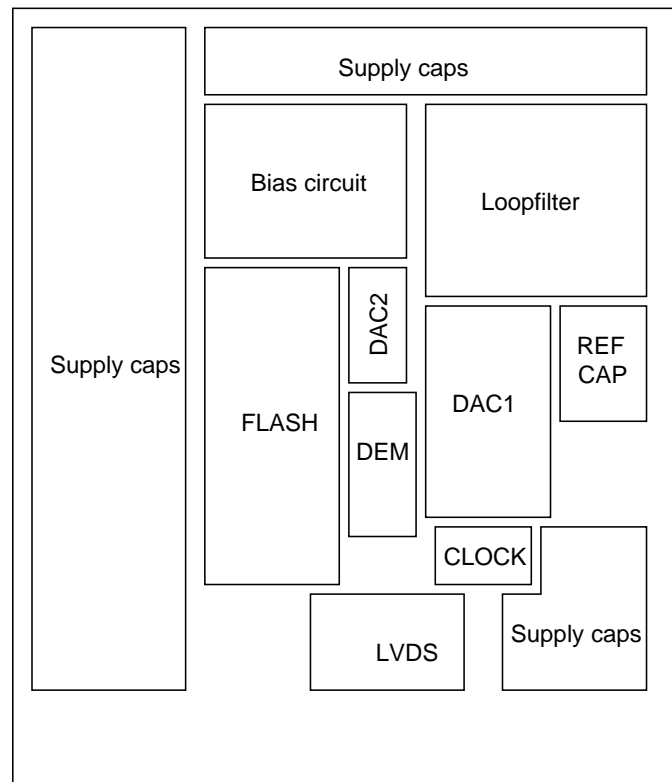 Supply caps
Bias circuit
Loopfilter
DAC2
REF
CAP
Supply caps
DAC1
FLASH
DEM
CLOCK
Supply caps
LVDS